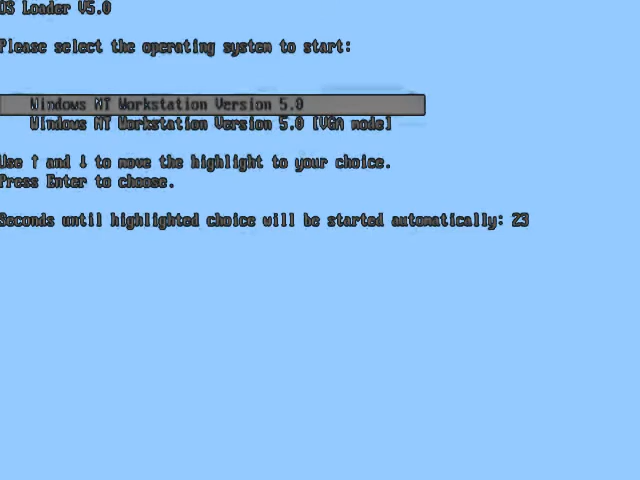 OS Loader V5.0
Please select the operating system to start:
Windows NT Workstation Version 5.0
Windows NT Workstation Version 5.0 [VGA mode]
Use ↑ and ↓ to move the highlight to your choice.
Press Enter to choose.
Seconds until highlighted choice will be started automatically: 23